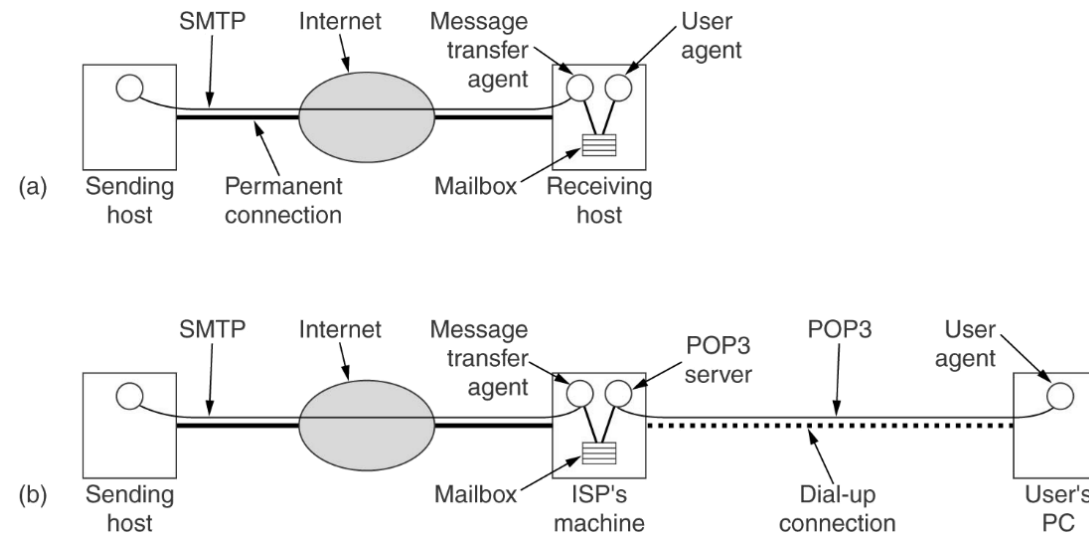 SMTP
Internet
Message
transfer
agent
User
agent
(a)
Sending
host
Permanent
connection
Mailbox
Receiving
host
SMTP
Internet
Message
transfer
agent
POP3
server
POP3
User
agent
(b)
Sending
host
Mailbox
ISP's
machine
Dial-up
connection
User's
PC